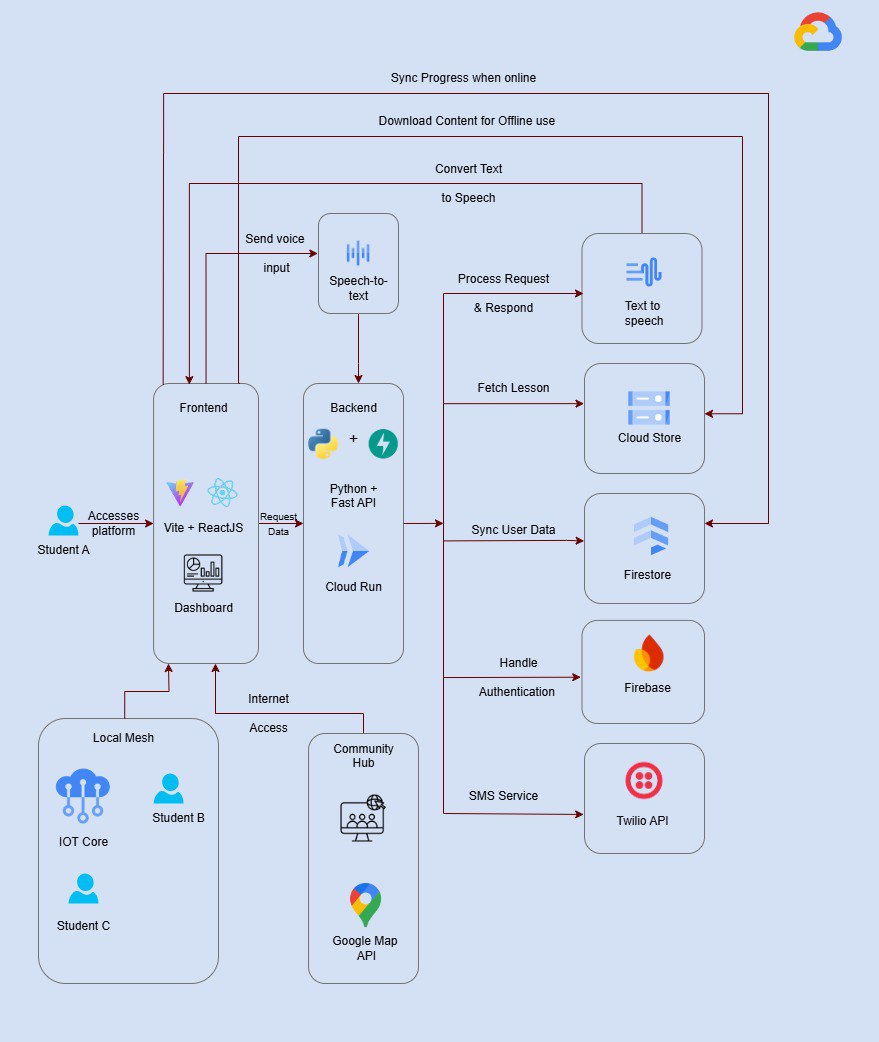 Sync Progress when online
Download Content for Offline use
Convert Text
to Speech
Send voice
input
Speech-to-
text
Process Request
& Respond
Text to
speech
Frontend
Backend
Fetch Lesson
Cloud Store
+
Python +
Fast API
Accesses
platform
Student A
Vite + ReactJS
Request
Data
Dashboard
Cloud Run
Sync User Data
Firestore
Handle
Authentication
Firebase
Internet
Access
Local Mesh
IOT Core
Student B
Student C
Community
Hub
Google Map
API
SMS Service
Twilio API